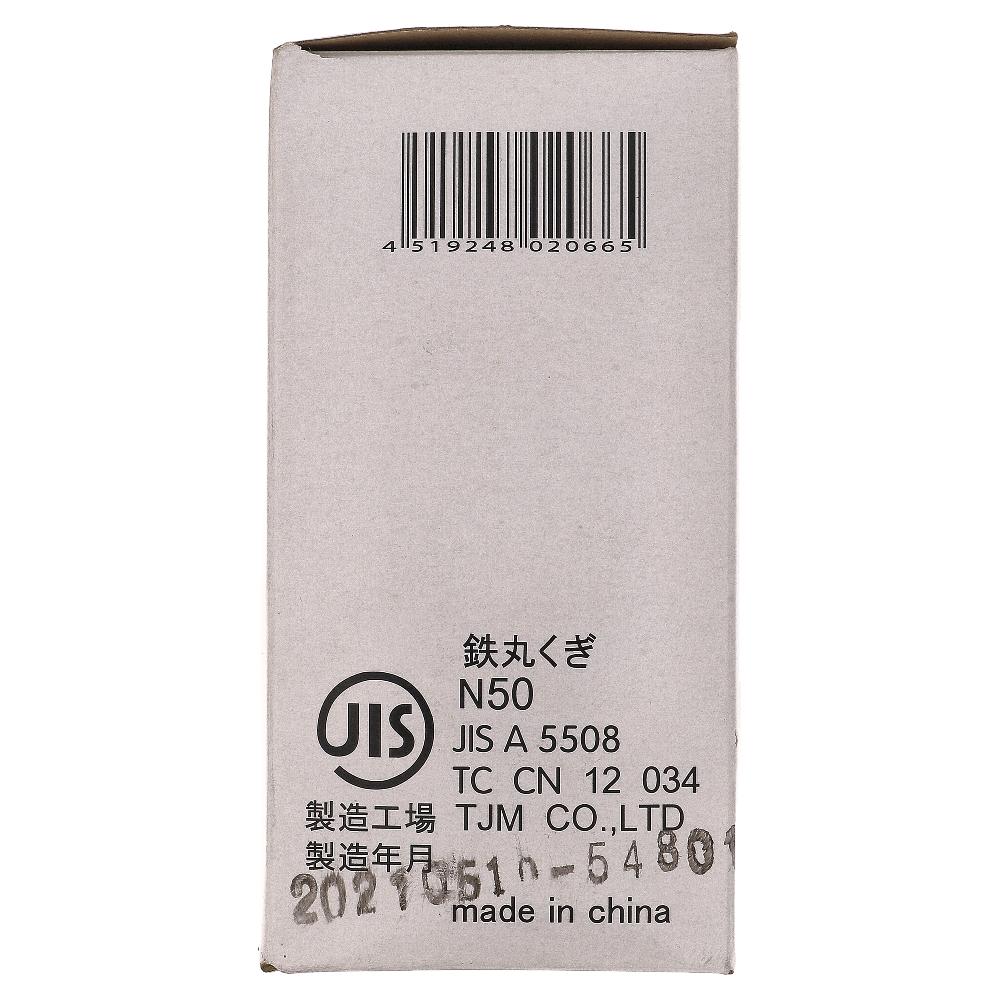 4 519248 020665
鉄丸くぎ
N50
JIS
JIS A 5508
TC CN 12 034
製造工場 TJM CO.,LTD
製造年月
made in china